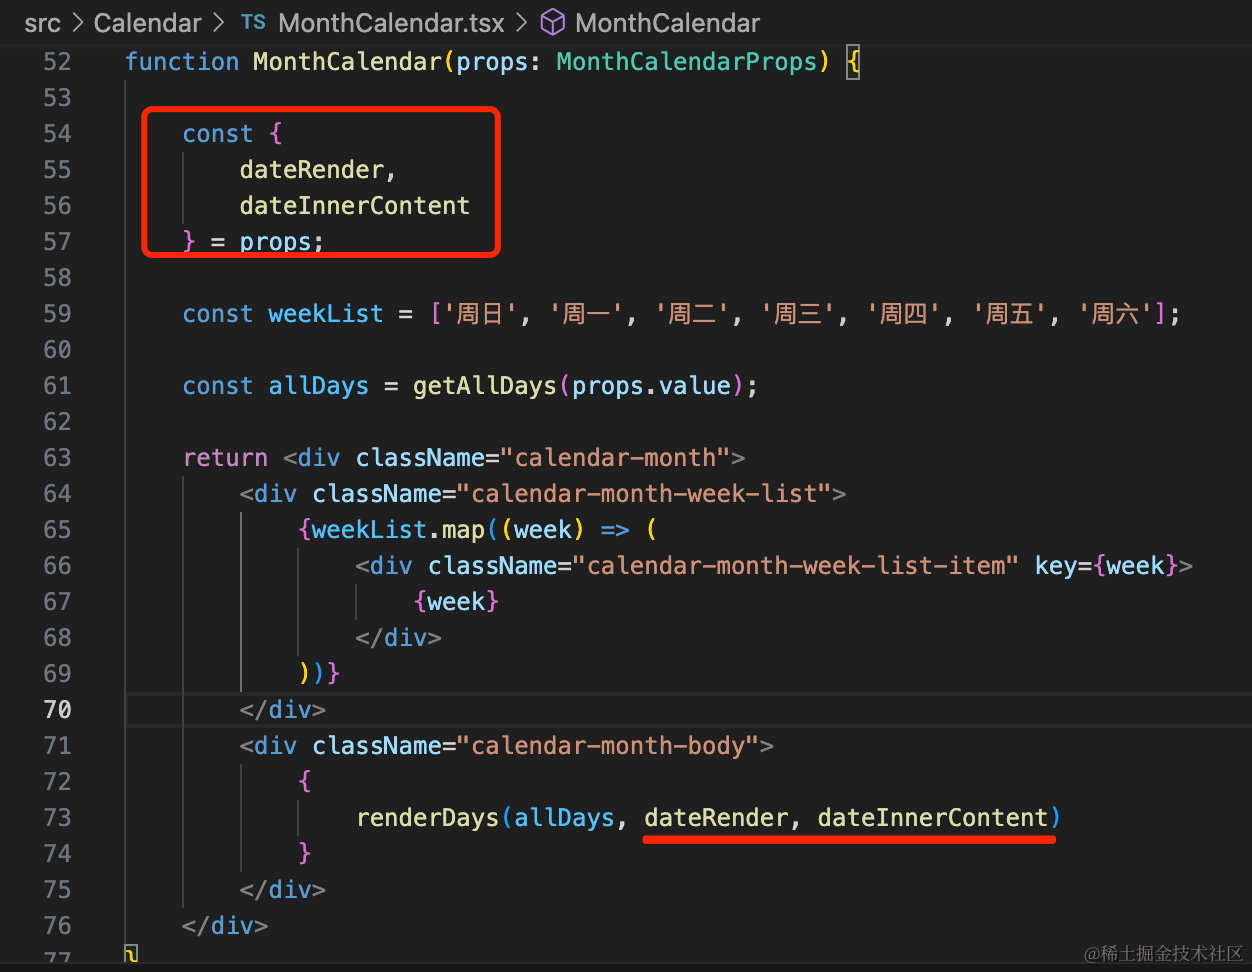 src > Calendar > TS MonthCalendar.tsx > MonthCalendar
52 function MonthCalendar(props: MonthCalendarProps) {
53
54 const {
55 dateRender,
56 dateInnerContent
57 } = props;
58
59 const weekList = ['周日', '周一', '周二', '周三', '周四', '周五', '周六'];
60
61 const allDays = getAllDays(props.value);
62
63 return <div className="calendar-month">
64 <div className="calendar-month-week-list">
65 {weekList.map((week) => (
66 <div className="calendar-month-week-list-item" key={week}>
67 {week}
68 </div>
69 ))}
70 </div>
71 <div className="calendar-month-body">
72 {
73 renderDays(allDays, dateRender, dateInnerContent)
74 }
75 </div>
76 </div>
77 }
@稀土掘金技术社区